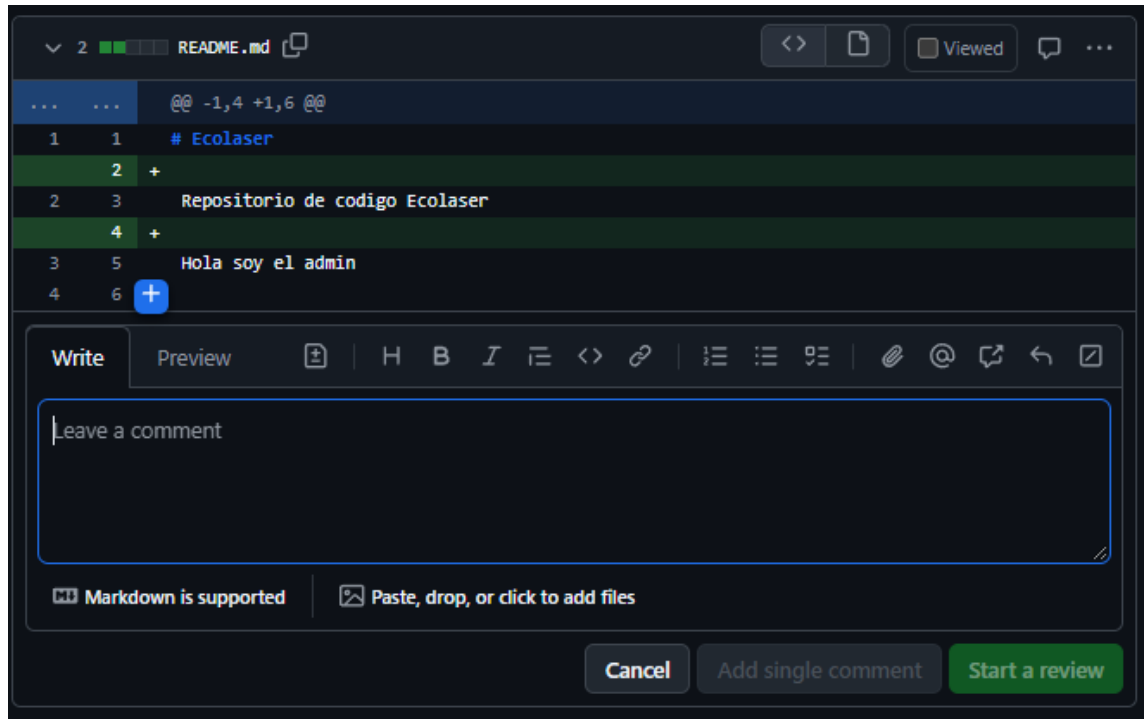 2 README.md Viewed
... ... @@ -1,4 +1,6 @@
1 1 # Ecolaser
2 +
2 3 Repositorio de codigo Ecolaser
4 +
3 5 Hola soy el admin
4 6
Write Preview
Leave a comment
Markdown is supported Paste, drop, or click to add files
Cancel Add single comment Start a review